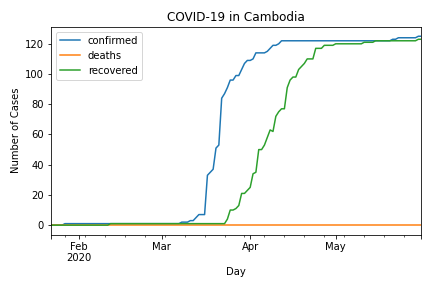 COVID-19 in Cambodia
confirmed
deaths
recovered
Number of Cases
120
100
80
60
40
20
0
Feb
2020
Mar
Apr
May
Day